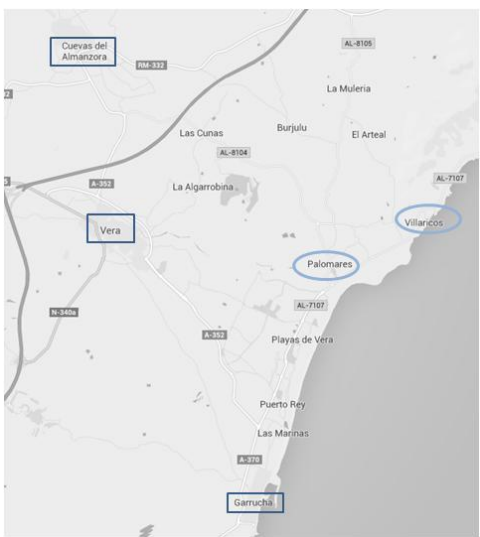 Cuevas del
Almanzora
AL-8105
RM-332
La Muleria
Las Cunas
Burjulu
El Arteal
AL-8104
AL-7107
A-352
La Algarrobina
Vera
Villaricos
Palomares
AL-7107
N-340a
A-352
Playas de Vera
Puerto Rey
Las Marinas
A-370
Garrucha